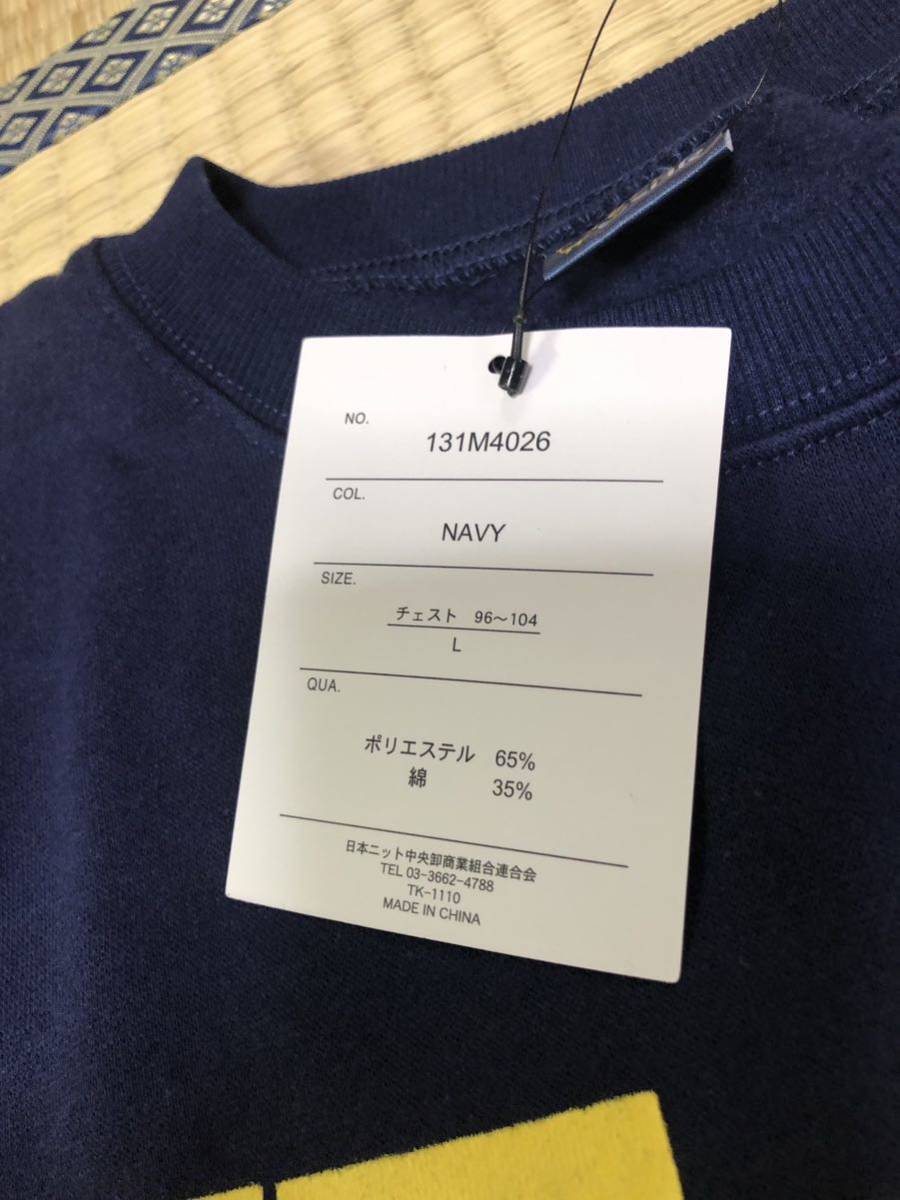 NO.
131M4026
COL.
NAVY
SIZE.
チェスト 96〜104
L
QUA.
ポリエステル 65%
綿 35%
日本ニット中央卸商業組合連合会
TEL 03-3662-4788
TK-1110
MADE IN CHINA